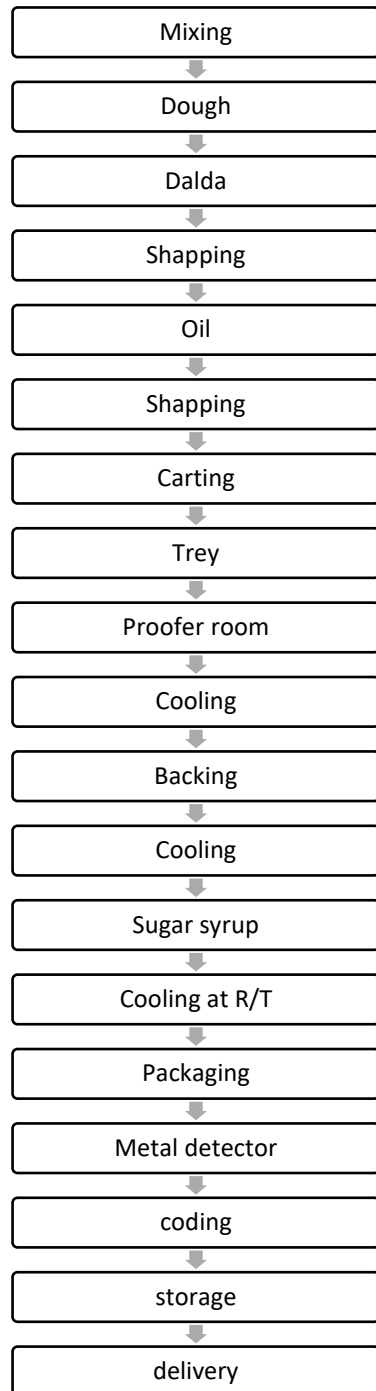 Mixing
Dough
Dalda
Shapping
Oil
Shapping
Carting
Trey
Proofer room
Cooling
Backing
Cooling
Sugar syrup
Cooling at R/T
Packaging
Metal detector
coding
storage
delivery